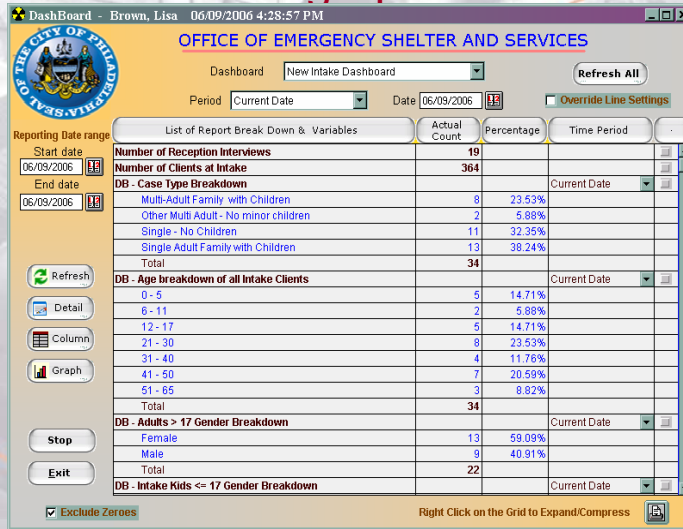 DashBoard - Brown, Lisa 06/09/2006 4:28:57 PM
CITY OF PHILADELPHIA
SEAL
OFFICE OF EMERGENCY SHELTER AND SERVICES
Dashboard New Intake Dashboard Refresh All
Period Current Date Date 06/09/2006 Override Line Settings
Reporting Date range
Start date
06/09/2006
End date
06/09/2006
Refresh
Detail
Column
Graph
Stop
Exit
List of Report Break Down & Variables Actual Count Percentage Time Period .
Number of Reception Interviews 19
Number of Clients at Intake 364
DB - Case Type Breakdown Current Date
Multi-Adult Family with Children 8 23.53%
Other Multi Adult - No minor children 2 5.88%
Single - No Children 11 32.35%
Single Adult Family with Children 13 38.24%
Total 34
DB - Age breakdown of all Intake Clients Current Date
0 - 5 5 14.71%
6 - 11 2 5.88%
12 - 17 5 14.71%
21 - 30 8 23.53%
31 - 40 4 11.76%
41 - 50 7 20.59%
51 - 65 3 8.82%
Total 34
DB - Adults > 17 Gender Breakdown Current Date
Female 13 59.09%
Male 9 40.91%
Total 22
DB - Intake Kids <= 17 Gender Breakdown Current Date
Exclude Zeroes Right Click on the Grid to Expand/Compress